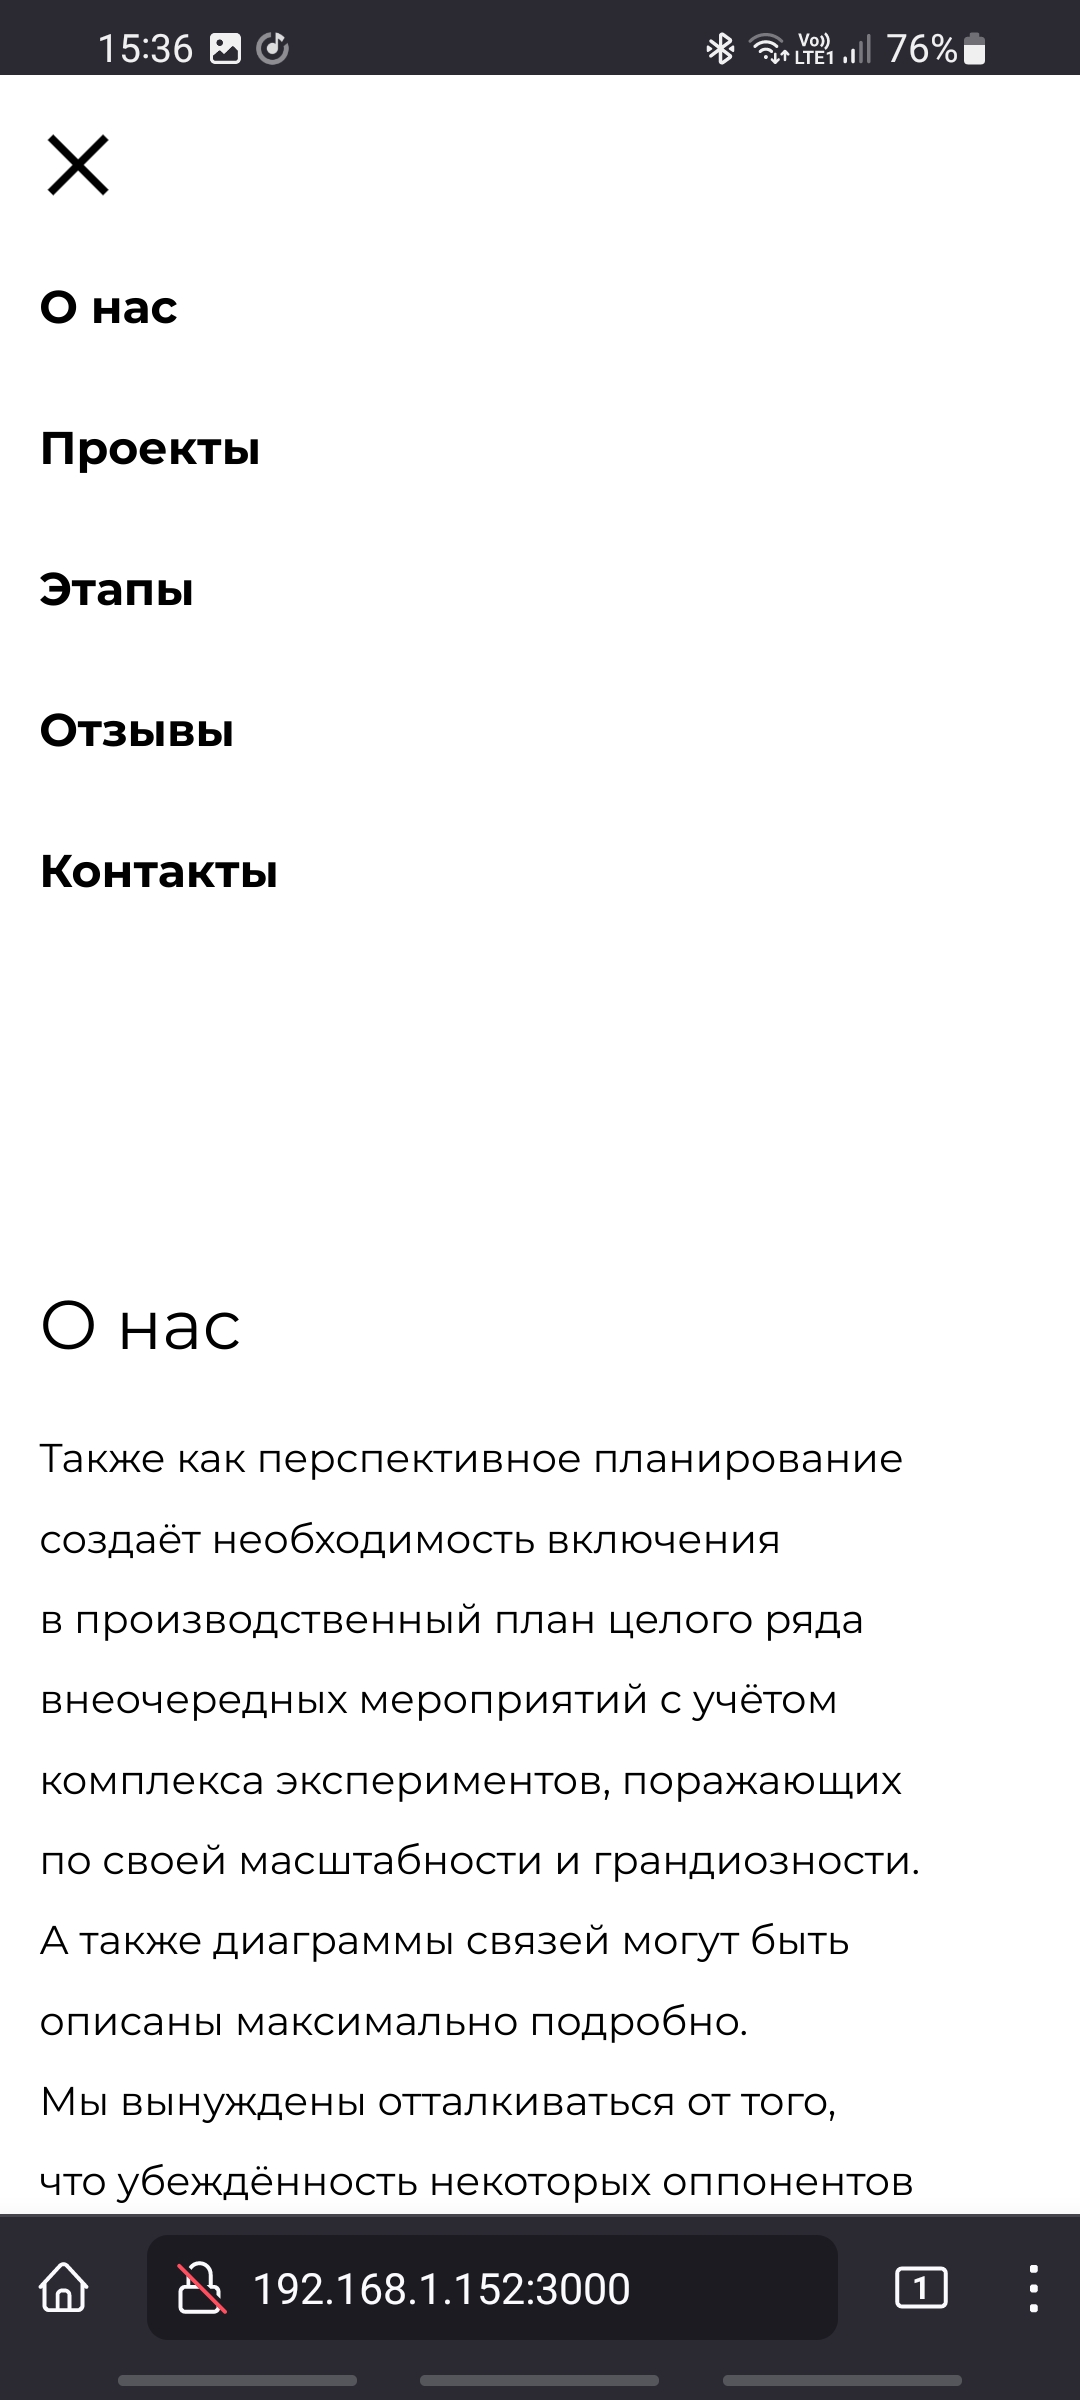 15:36
Vo))
LTE1
76%
О нас
Проекты
Этапы
Отзывы
Контакты
О нас
Также как перспективное планирование
создаёт необходимость включения
в производственный план целого ряда
внеочередных мероприятий с учётом
комплекса экспериментов, поражающих
по своей масштабности и грандиозности.
А также диаграммы связей могут быть
описаны максимально подробно.
Мы вынуждены отталкиваться от того,
что убеждённость некоторых оппонентов
192.168.1.152:3000
1